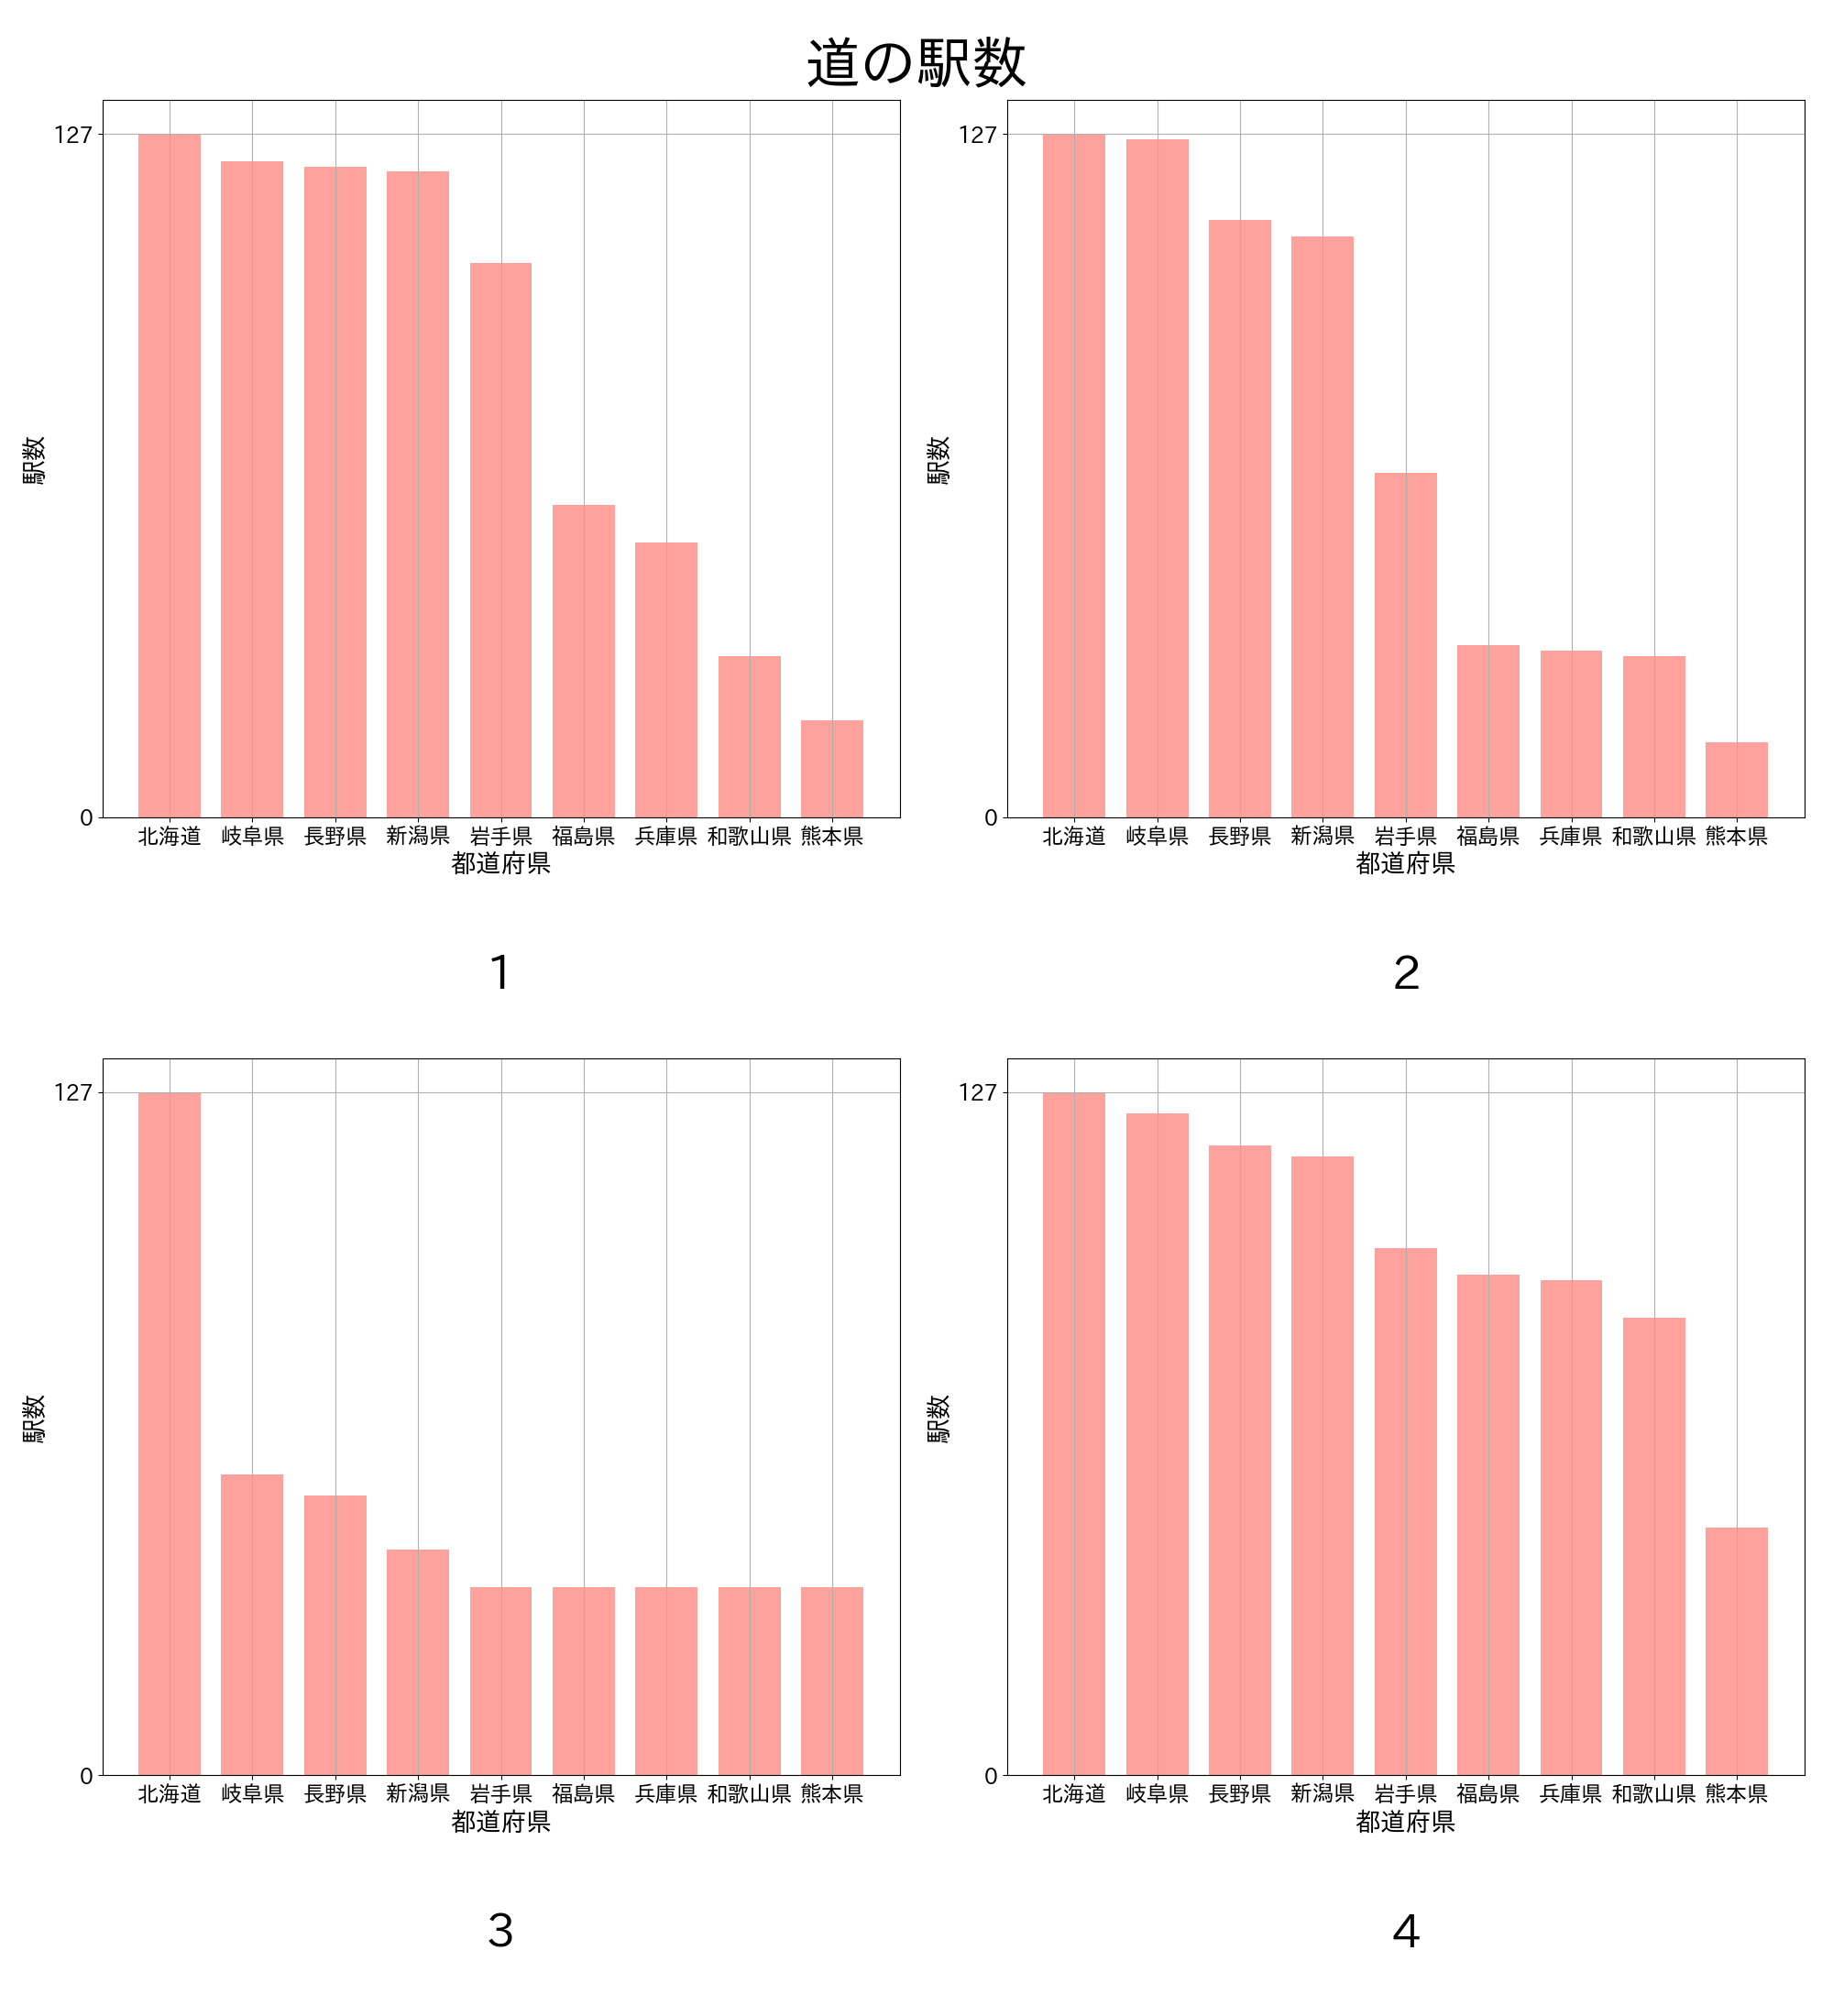 道の駅数
127
0
駅数
北海道 岐阜県 長野県 新潟県 岩手県 福島県 兵庫県 和歌山県 熊本県
都道府県
1
127
0
駅数
北海道 岐阜県 長野県 新潟県 岩手県 福島県 兵庫県 和歌山県 熊本県
都道府県
2
127
0
駅数
北海道 岐阜県 長野県 新潟県 岩手県 福島県 兵庫県 和歌山県 熊本県
都道府県
3
127
0
駅数
北海道 岐阜県 長野県 新潟県 岩手県 福島県 兵庫県 和歌山県 熊本県
都道府県
4